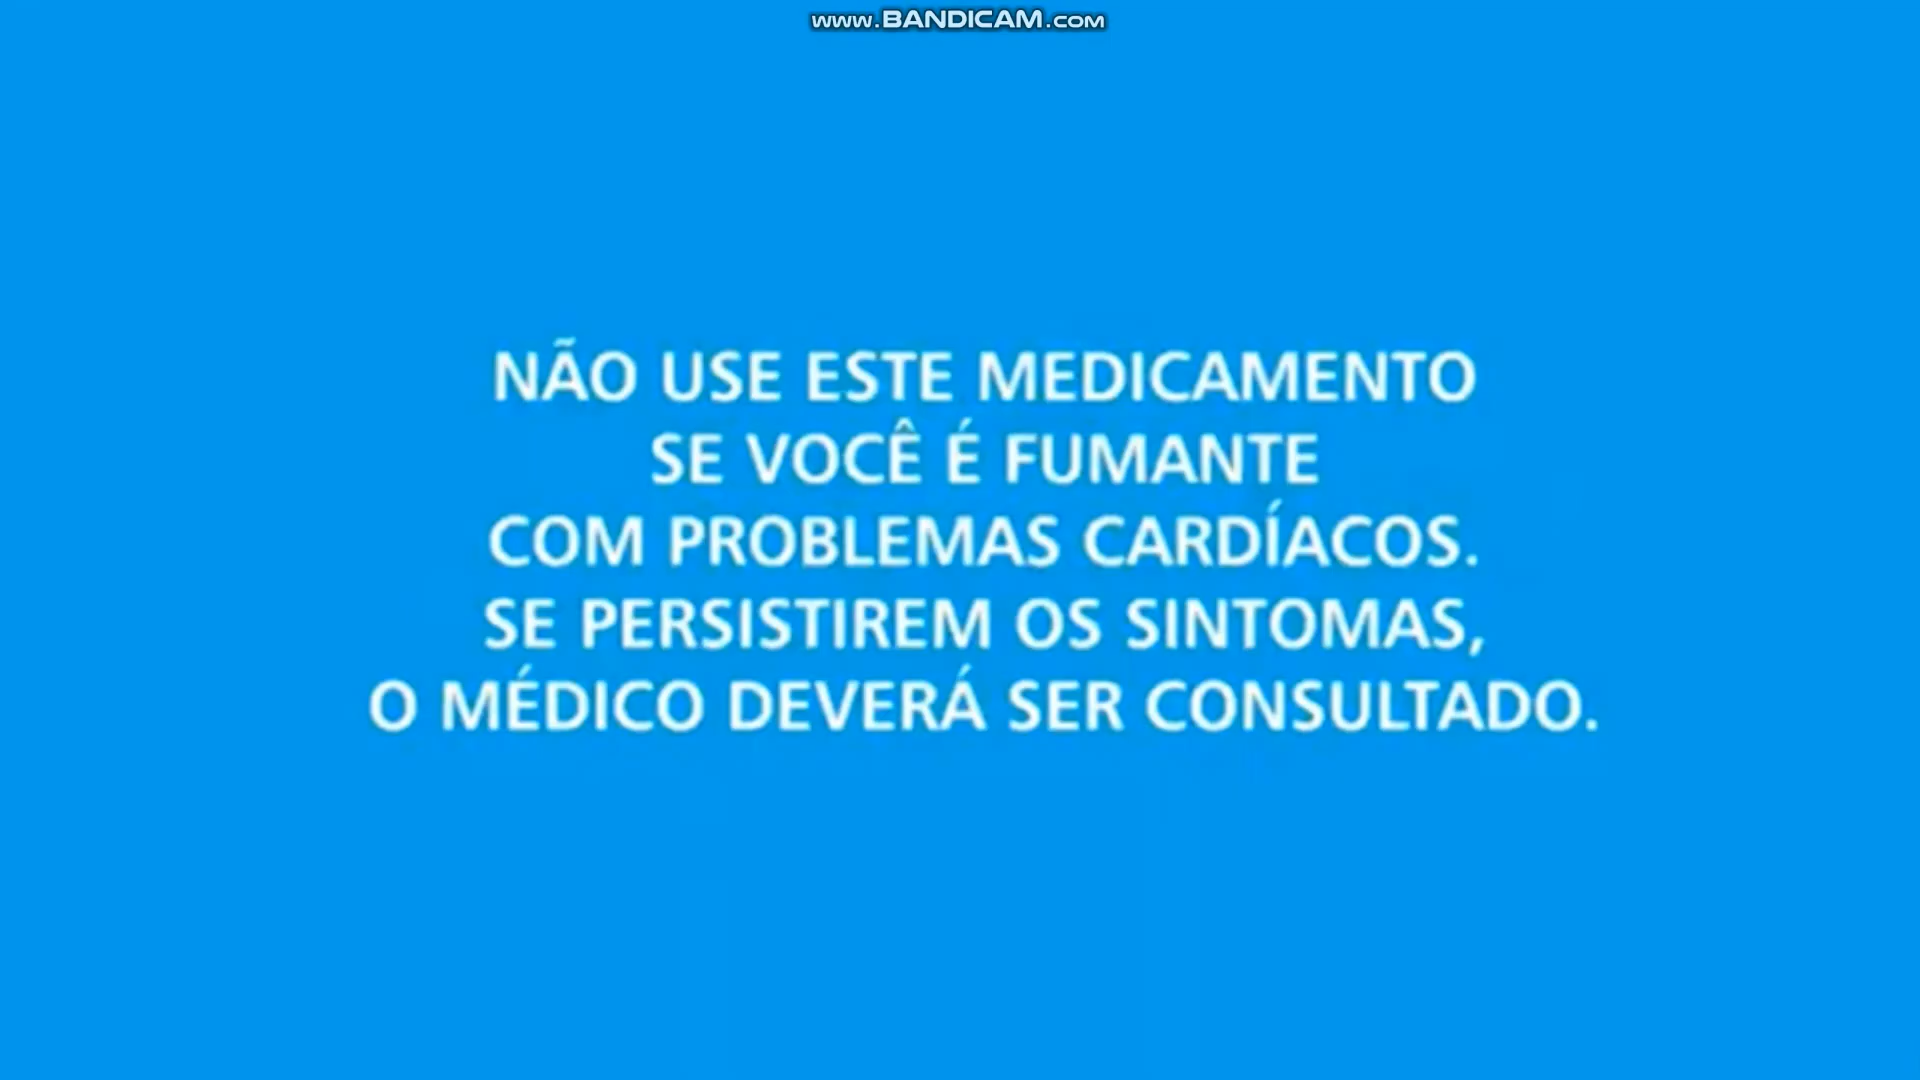 www.BANDICAM.com
NÃO USE ESTE MEDICAMENTO
SE VOCÊ É FUMANTE
COM PROBLEMAS CARDÍACOS.
SE PERSISTIREM OS SINTOMAS,
O MÉDICO DEVERÁ SER CONSULTADO.